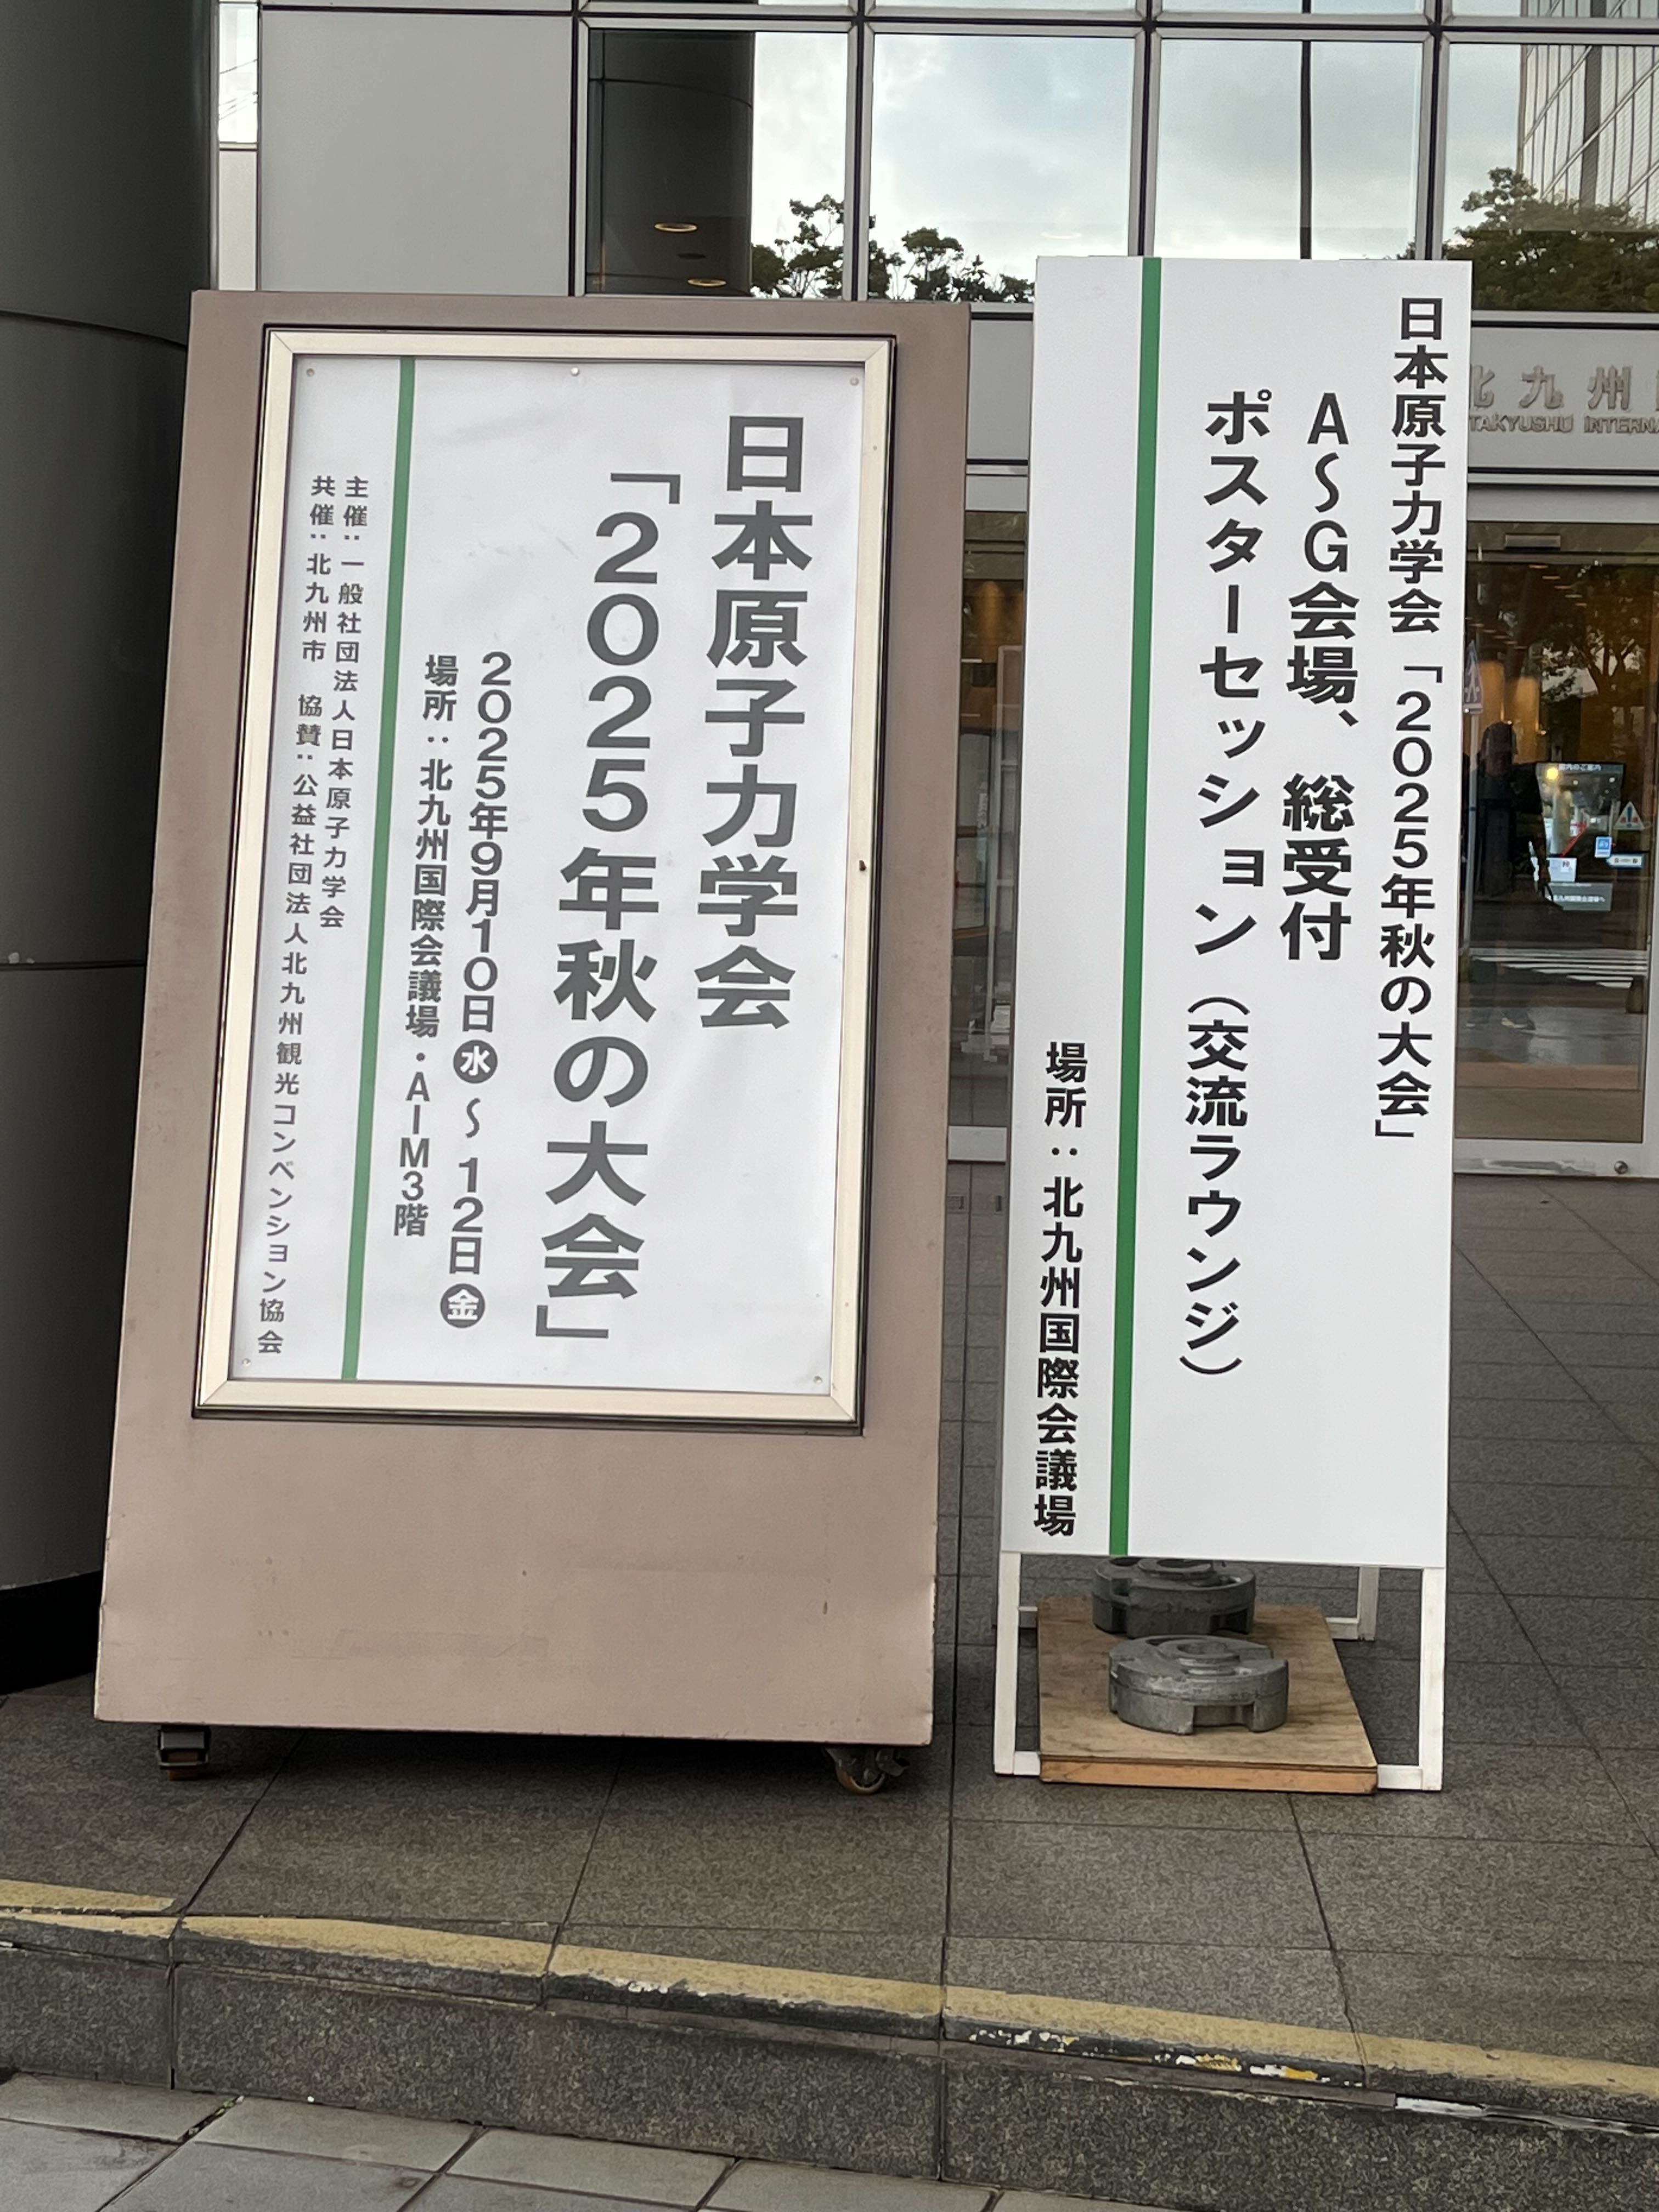 日本原子力学会
「2025年秋の大会」
2025年9月10日㊌～12日㊎
場所：北九州国際会議場・AIM3階
主催：一般社団法人日本原子力学会
共催：北九州市　協賛：公益社団法人北九州観光コンベンション協会
日本原子力学会「2025年秋の大会」
A～G会場、総受付
ポスターセッション（交流ラウンジ）
場所：北九州国際会議場
北九州
TAKYUSHU INTERNA